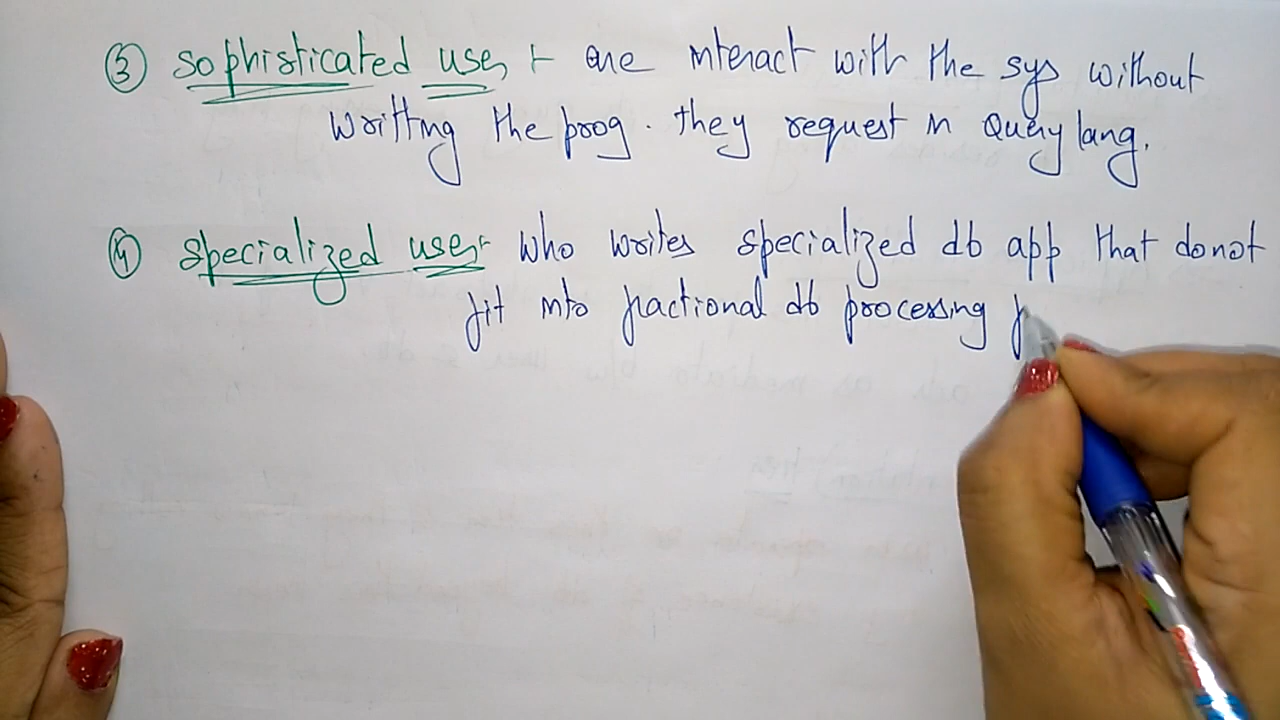 ③ sophisticated user + are interact with the sys without
writting the prog. they request in Query lang.
④ specialized user who writes specialized db app that donot
fit into fractional db processing f